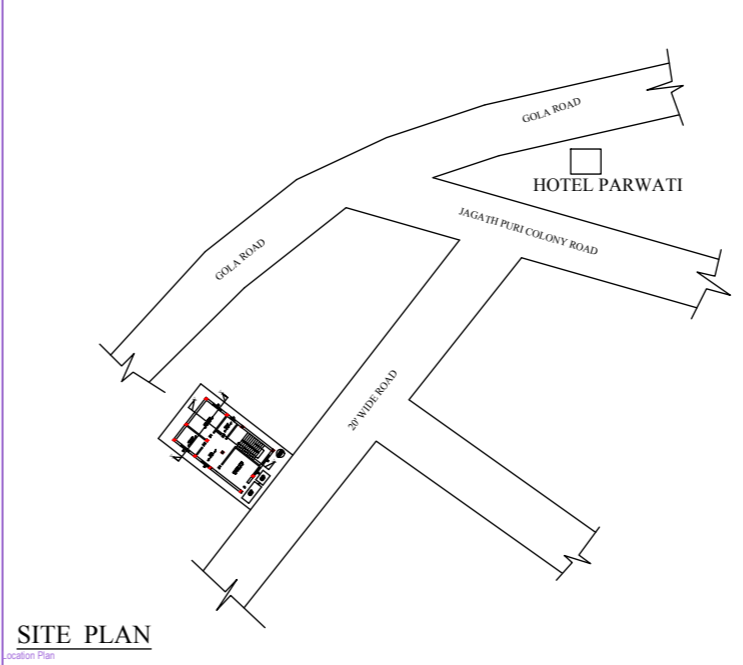 GOLA ROAD
HOTEL PARWATI
JAGATH PURI COLONY ROAD
GOLA ROAD
20' WIDE ROAD
SITE PLAN
Location Plan